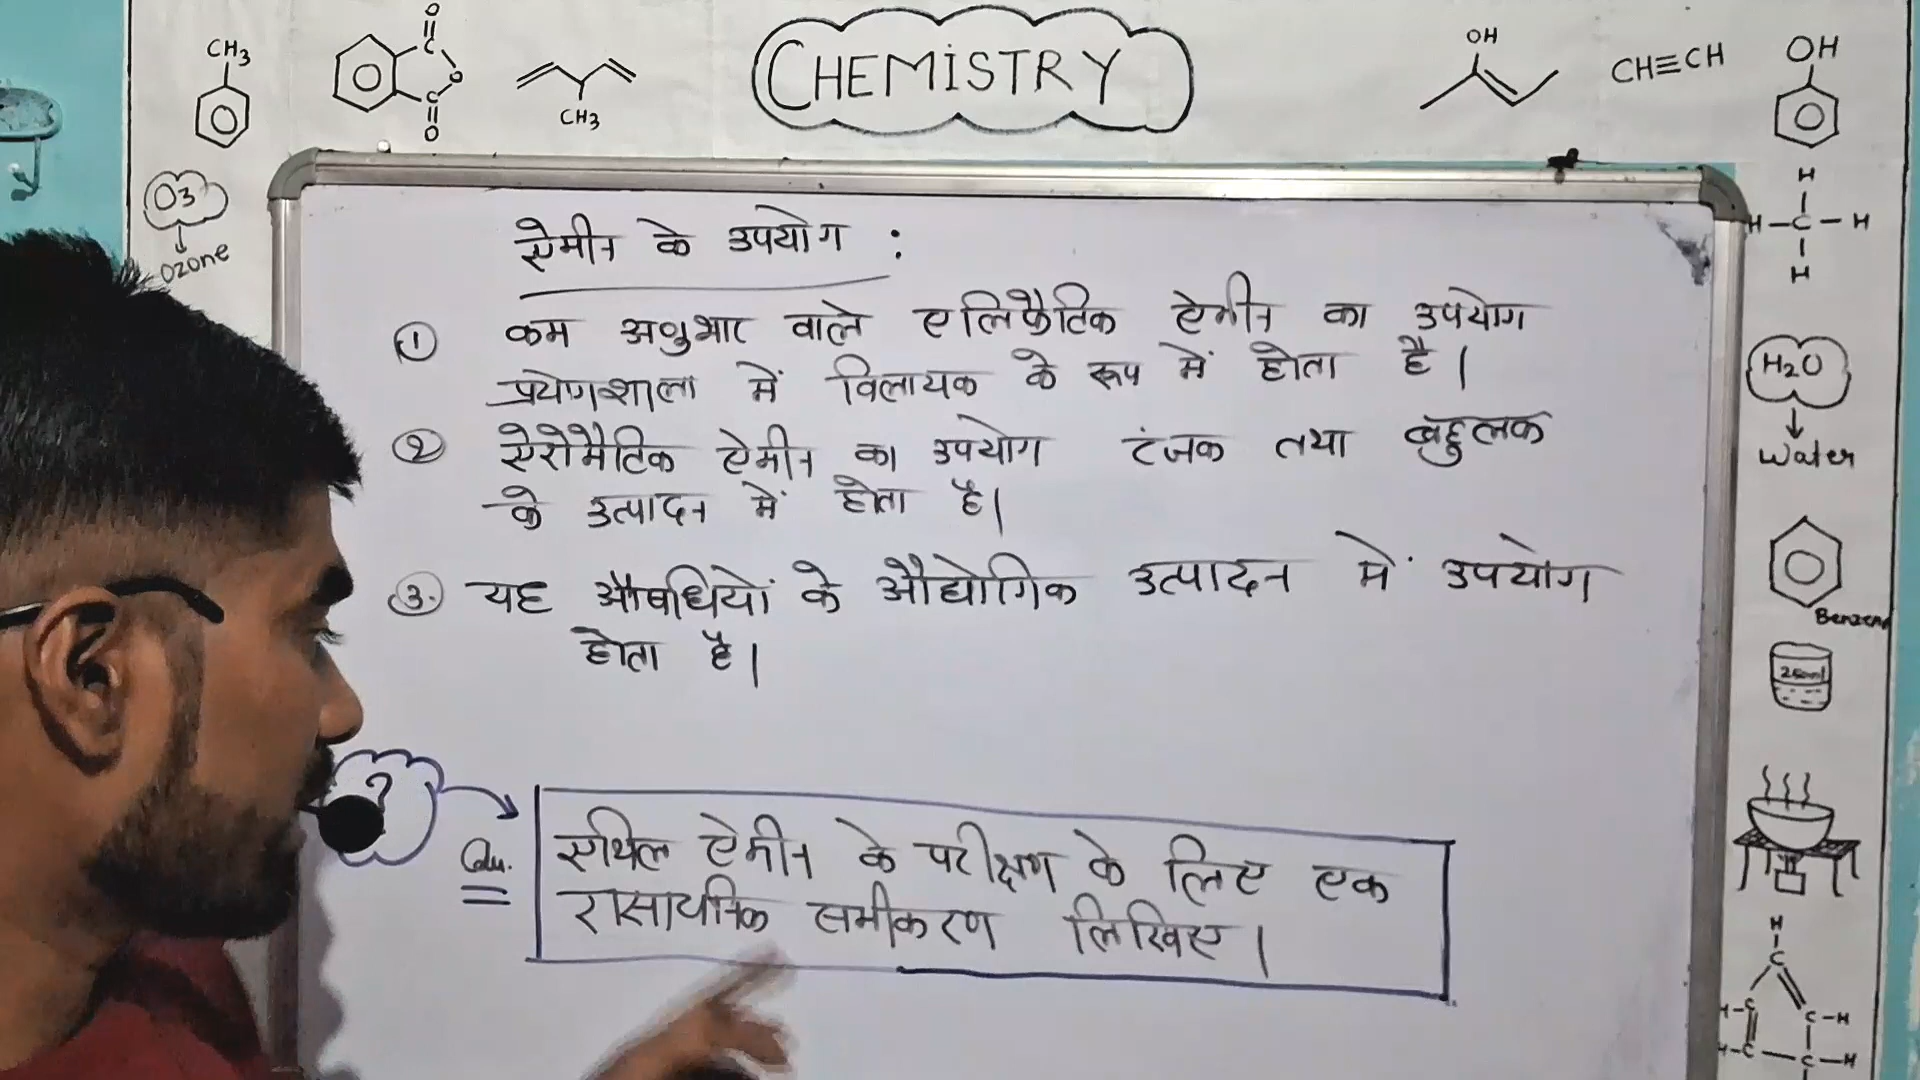 CHEMISTRY
CH3
O
C
O
C
O
CH3
OH
CH≡CH
OH
O3
Ozone
H
H-C-H
H
H2O
Water
Benzene
250ml
ऐमीन के उपयोग :
① कम अणुभार वाले एलिफैटिक ऐमीन का उपयोग
प्रयोगशाला में विलायक के रूप में होता है।
② ऐरोमैटिक ऐमीन का उपयोग रंजक तथा बहुलक
के उत्पादन में होता है।
③. यह औषधियों के औद्योगिक उत्पादन में उपयोग
होता है।
?
Qu.
एथिल ऐमीन के परीक्षण के लिए एक
रासायनिक समीकरण लिखिए।
H
C
H-C
C-H
H-C
C-H